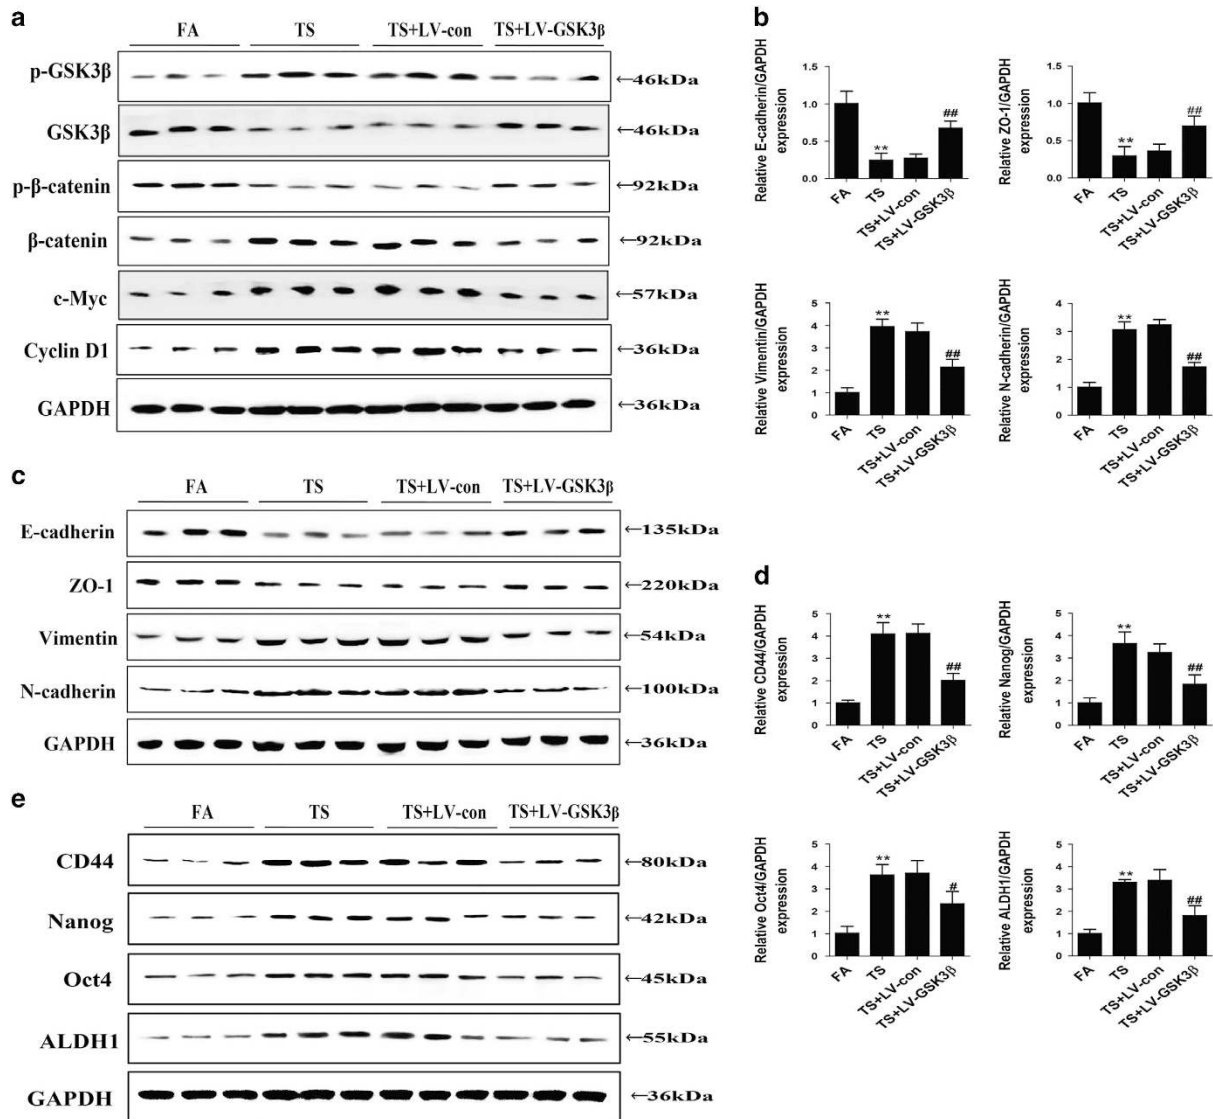 a
FA TS TS+LV-con TS+LV-GSK3β
p-GSK3β ←46kDa
GSK3β ←46kDa
p-β-catenin ←92kDa
β-catenin ←92kDa
c-Myc ←57kDa
Cyclin D1 ←36kDa
GAPDH ←36kDa
b
Relative E-cadherin/GAPDH
expression
1.5
1.0
0.5
0.0
**
##
FA TS TS+LV-con TS+LV-GSK3β
Relative ZO-1/GAPDH
expression
1.5
1.0
0.5
0.0
**
##
FA TS TS+LV-con TS+LV-GSK3β
Relative Vimentin/GAPDH
expression
5
4
3
2
1
0
**
##
FA TS TS+LV-con TS+LV-GSK3β
Relative N-cadherin/GAPDH
expression
4
3
2
1
0
**
##
FA TS TS+LV-con TS+LV-GSK3β
c
FA TS TS+LV-con TS+LV-GSK3β
E-cadherin ←135kDa
ZO-1 ←220kDa
Vimentin ←54kDa
N-cadherin ←100kDa
GAPDH ←36kDa
d
Relative CD44/GAPDH
expression
5
4
3
2
1
0
**
##
FA TS TS+LV-con TS+LV-GSK3β
Relative Nanog/GAPDH
expression
5
4
3
2
1
0
**
##
FA TS TS+LV-con TS+LV-GSK3β
Relative Oct4/GAPDH
expression
5
4
3
2
1
0
**
#
FA TS TS+LV-con TS+LV-GSK3β
Relative ALDH1/GAPDH
expression
5
4
3
2
1
0
**
##
FA TS TS+LV-con TS+LV-GSK3β
e
FA TS TS+LV-con TS+LV-GSK3β
CD44 ←80kDa
Nanog ←42kDa
Oct4 ←45kDa
ALDH1 ←55kDa
GAPDH ←36kDa